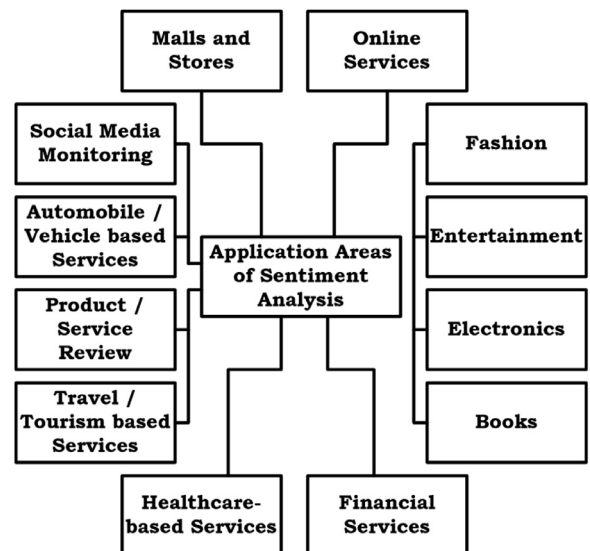 Malls and
Stores
Online
Services
Social Media
Monitoring
Fashion
Automobile /
Vehicle based
Services
Entertainment
Application Areas
of Sentiment
Analysis
Product /
Service
Review
Electronics
Travel /
Tourism based
Services
Books
Healthcare-
based Services
Financial
Services